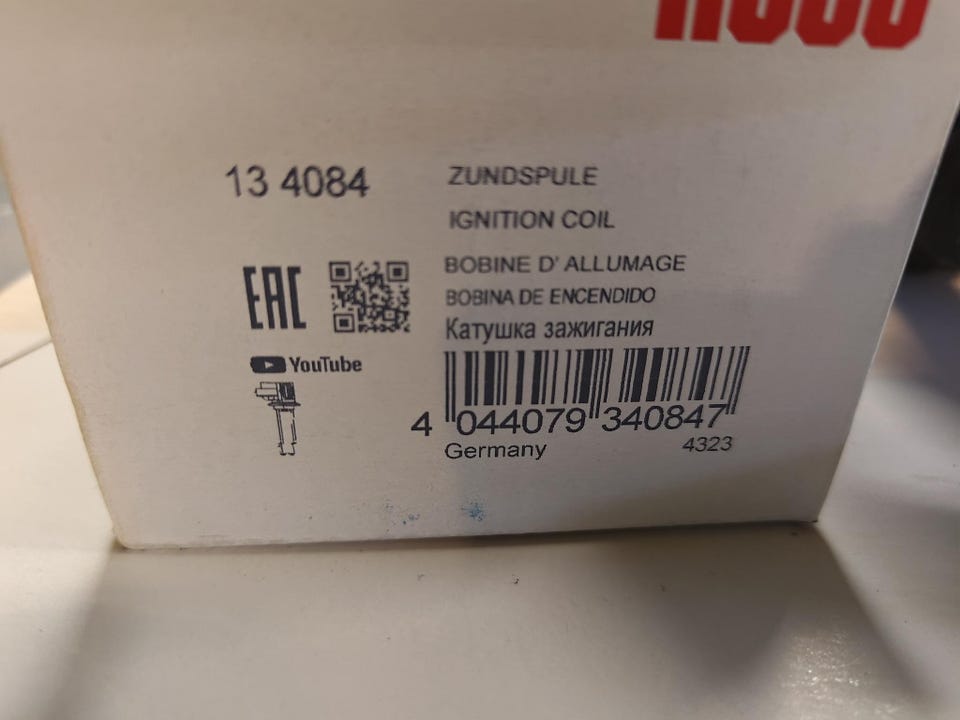 13 4084
ZUNDSPULE
IGNITION COIL
BOBINE D' ALLUMAGE
BOBINA DE ENCENDIDO
Катушка зажигания
EAC
YouTube
4 044079 340847
Germany
4323